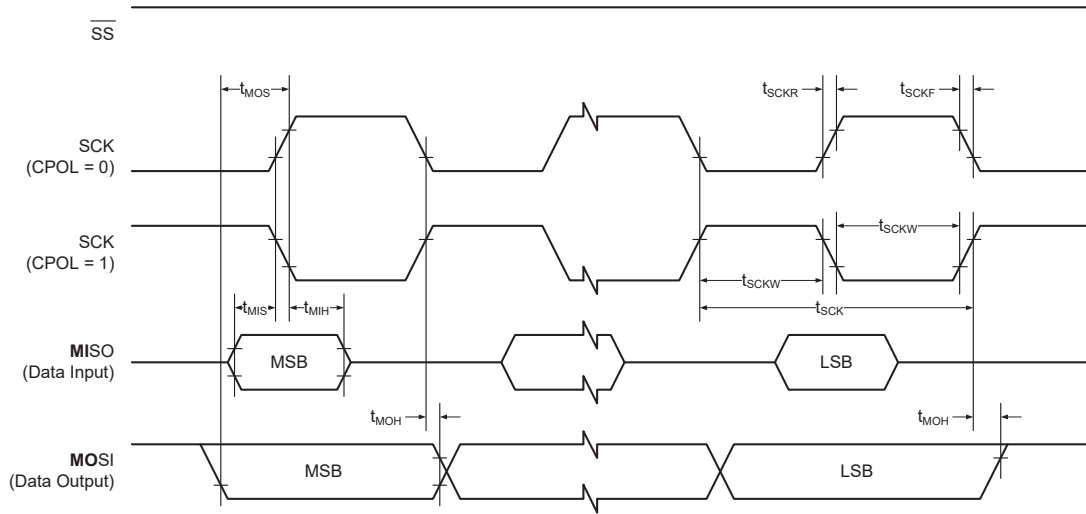 SS
tMOS
tSCKR
tSCKF
SCK
(CPOL = 0)
SCK
(CPOL = 1)
tSCKW
tSCKW
tMIS
tMIH
tSCK
MISO
(Data Input)
MSB
LSB
tMOH
tMOH
MOSI
(Data Output)
MSB
LSB